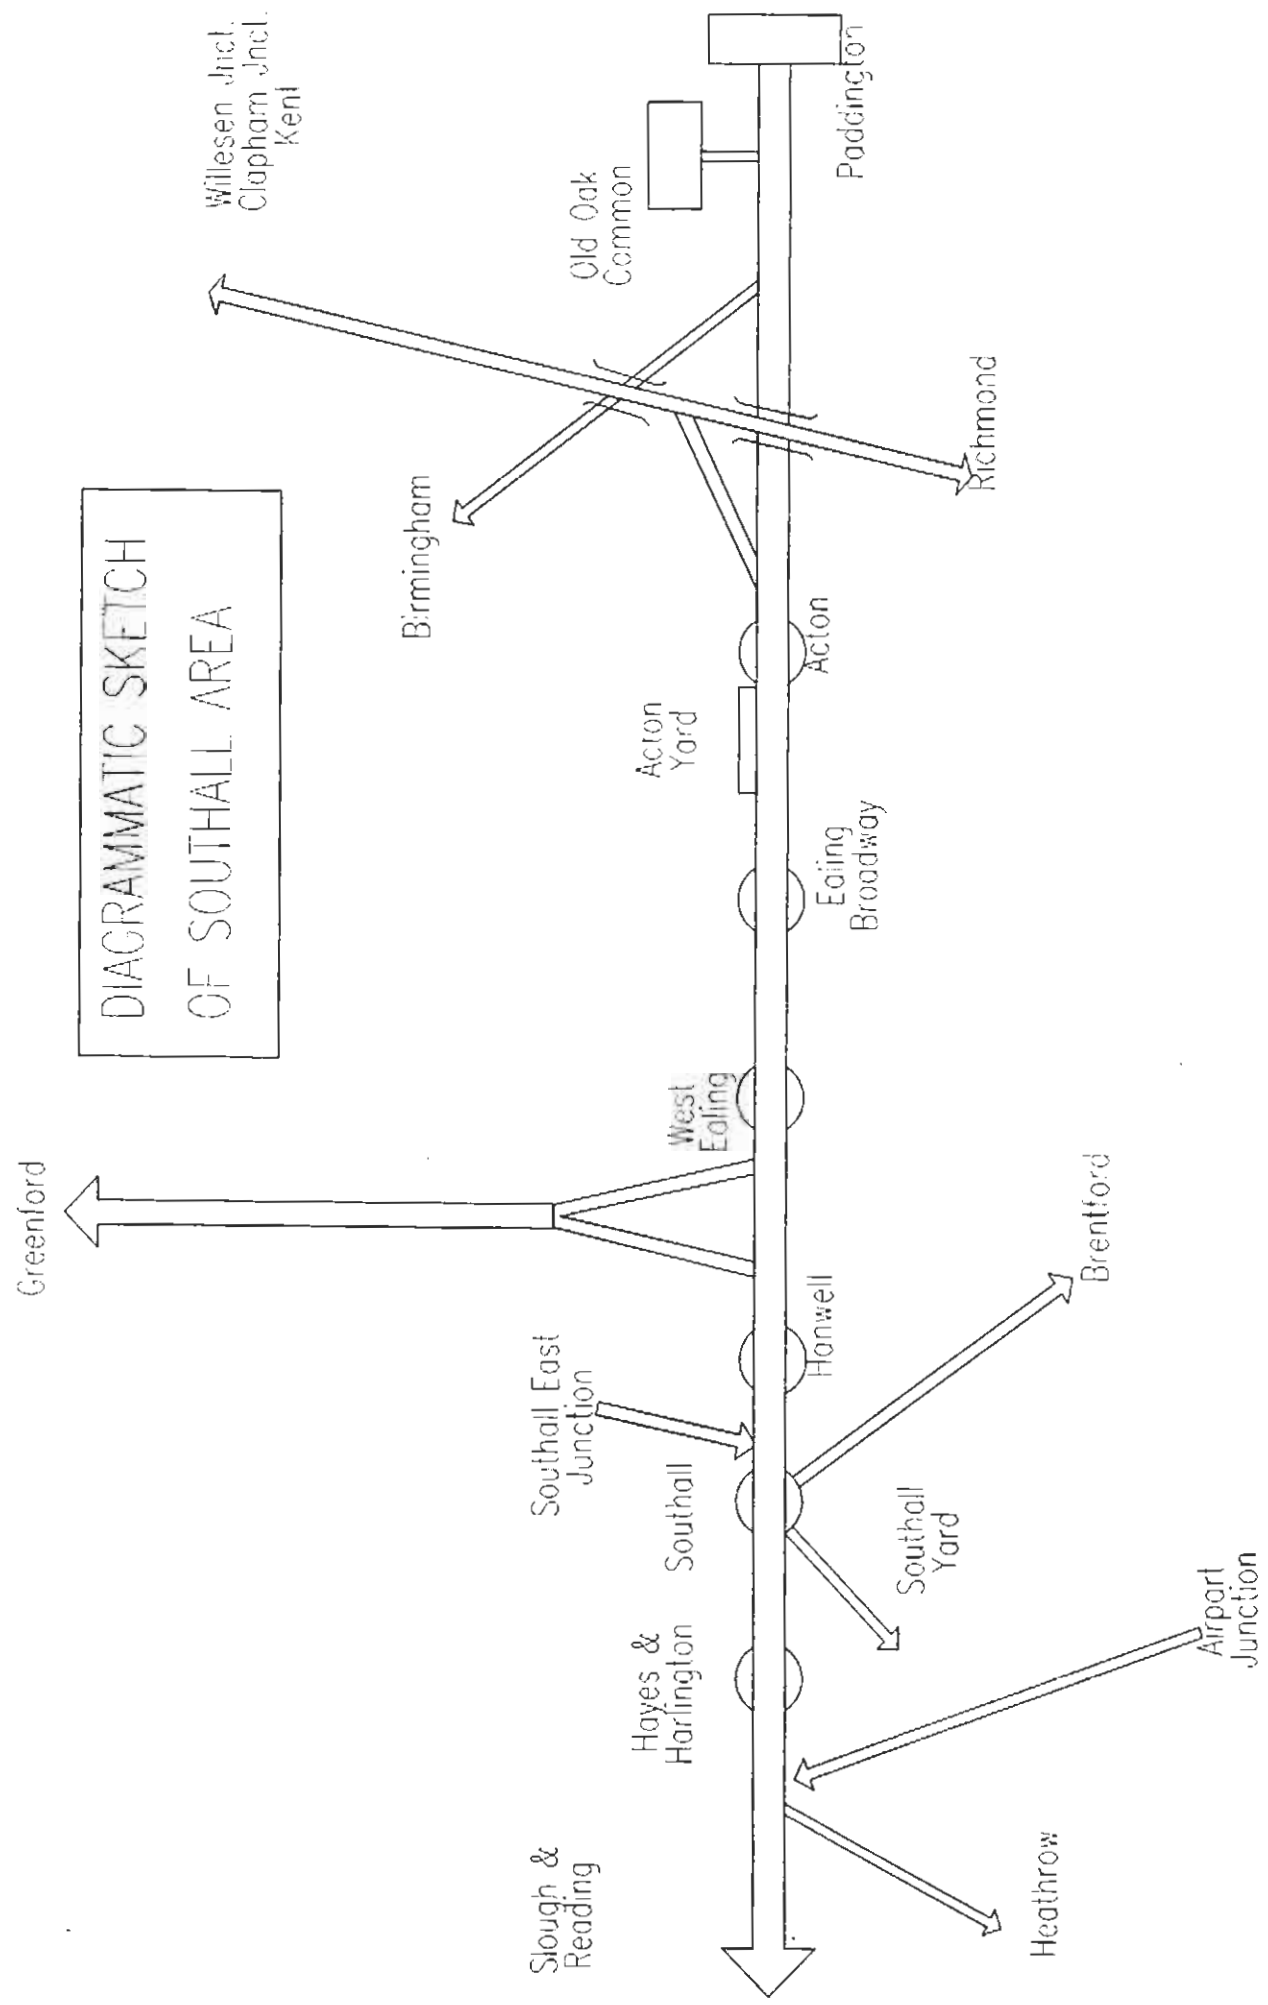 DIAGRAMMATIC SKETCH
OF SOUTHALL AREA
Greenford
Willesen Jnct.
Clapham Jnct.
Kent
Birmingham
Old Oak
Common
Paddington
Richmond
Acton
Yard
Acton
Ealing
Broadway
West
Ealing
Hanwell
Southall East
Junction
Southall
Brentford
Southall
Yard
Hayes &
Harlington
Airport
Junction
Slough &
Reading
Heathrow